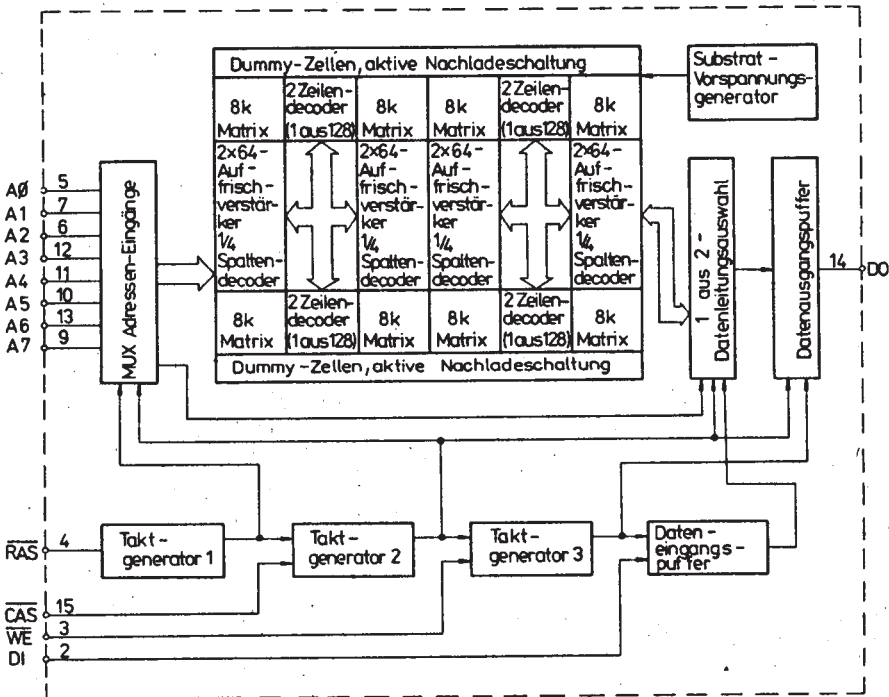 Dummy-Zellen, aktive Nachladeschaltung
Substrat-
Vorspannungs-
generator
8k
Matrix
2 Zeilen-
decoder
(1 aus 128)
8k
Matrix
8k
Matrix
2 Zeilen-
decoder
(1 aus 128)
8k
Matrix
2×64-
Auf-
frisch-
verstär-
ker
1/4
Spalten-
decoder
2×64-
Auf-
frisch-
verstär-
ker
1/4
Spalten-
decoder
2×64-
Auf-
frisch-
verstär-
ker
1/4
Spalten-
decoder
2×64-
Auf-
frisch-
verstär-
ker
1/4
Spalten-
decoder
8k
Matrix
2 Zeilen-
decoder
(1 aus 128)
8k
Matrix
8k
Matrix
2 Zeilen-
decoder
(1 aus 128)
8k
Matrix
Dummy-Zellen, aktive Nachladeschaltung
A0 5
A1 7
A2 6
A3 12
A4 11
A5 10
A6 13
A7 9
MUX Adressen-Eingänge
1 aus 2-
Datenleitungsauswahl
Datenausgangspuffer
14 DO
RAS 4
Takt-
generator 1
Takt-
generator 2
Takt-
generator 3
Daten-
eingangs-
puffer
CAS 15
WE 3
DI 2